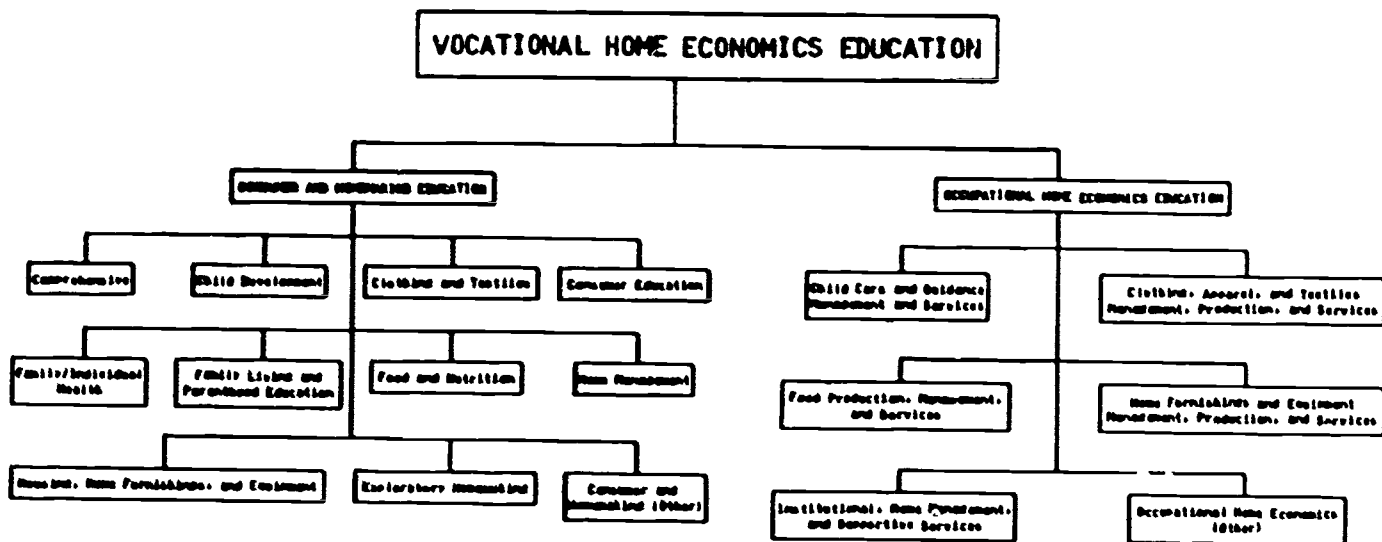 VOCATIONAL HOME ECONOMICS EDUCATION
CONSUMER AND HOMEMAKING EDUCATION
OCCUPATIONAL HOME ECONOMICS EDUCATION
Comprehensive
Child Development
Clothing and Textiles
Consumer Education
Child Care and Guidance
Management and Services
Clothing, Apparel, and Textiles
Management, Production, and Services
Family/Individual
Health
Family Living and
Parenthood Education
Food and Nutrition
Home Management
Food Production, Management,
and Services
Home Furnishings and Equipment
Management, Production, and Services
Housing, Home Furnishings, and Equipment
Exploratory Homemaking
Consumer and
Homemaking (Other)
Institutional, Home Management,
and Supportive Services
Occupational Home Economics
(Other)